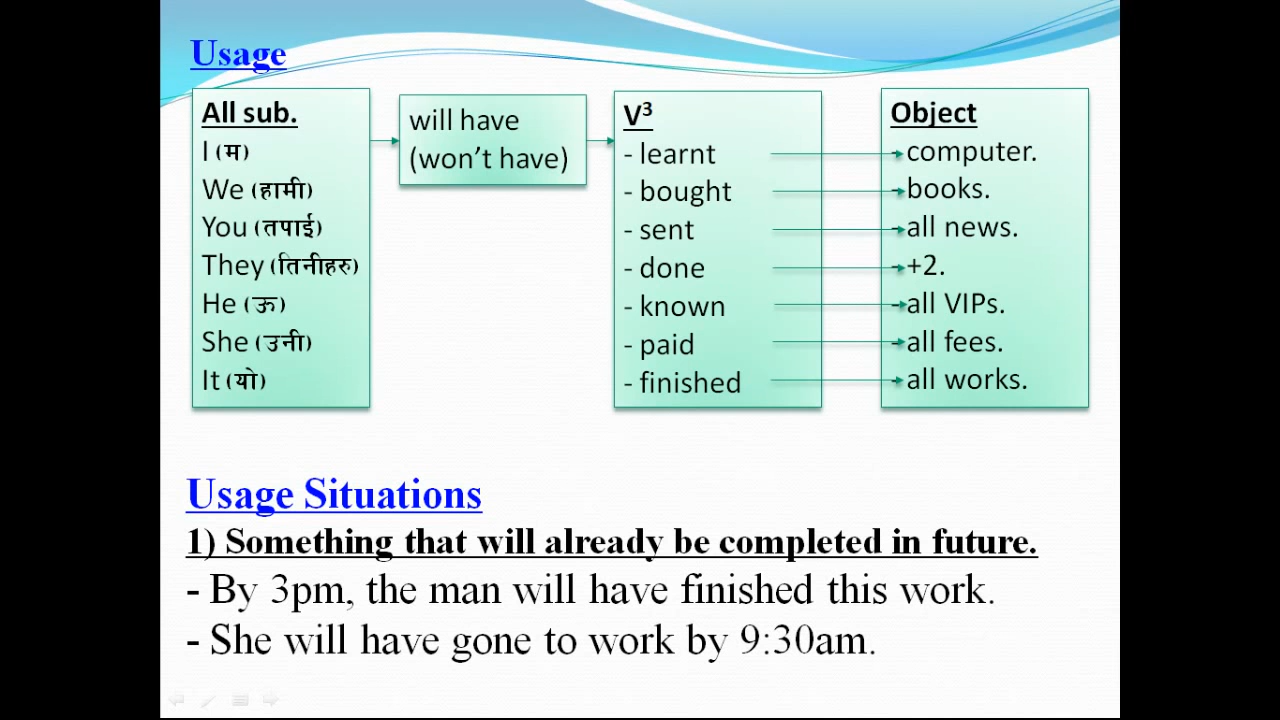 Usage
All sub.
I (म)
We (हामी)
You (तपाईं)
They (तिनीहरु)
He (ऊ)
She (उनी)
It (यो)
will have
(won’t have)
V³
- learnt
- bought
- sent
- done
- known
- paid
- finished
Object
- computer.
- books.
- all news.
- +2.
- all VIPs.
- all fees.
- all works.
Usage Situations
1) Something that will already be completed in future.
- By 3pm, the man will have finished this work.
- She will have gone to work by 9:30am.